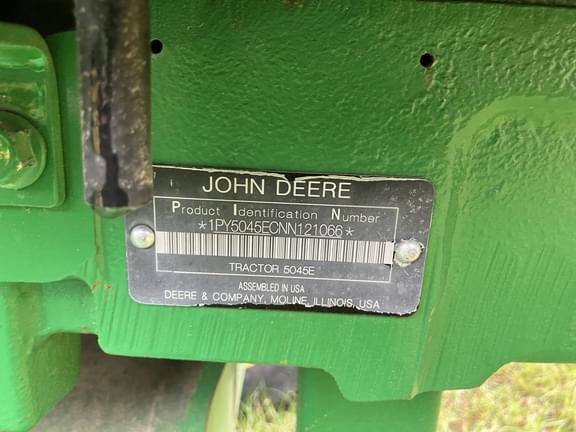 JOHN DEERE
Product Identification Number
*1PY5045ECNN121066*
TRACTOR 5045E
ASSEMBLED IN USA
DEERE & COMPANY, MOLINE, ILLINOIS, USA